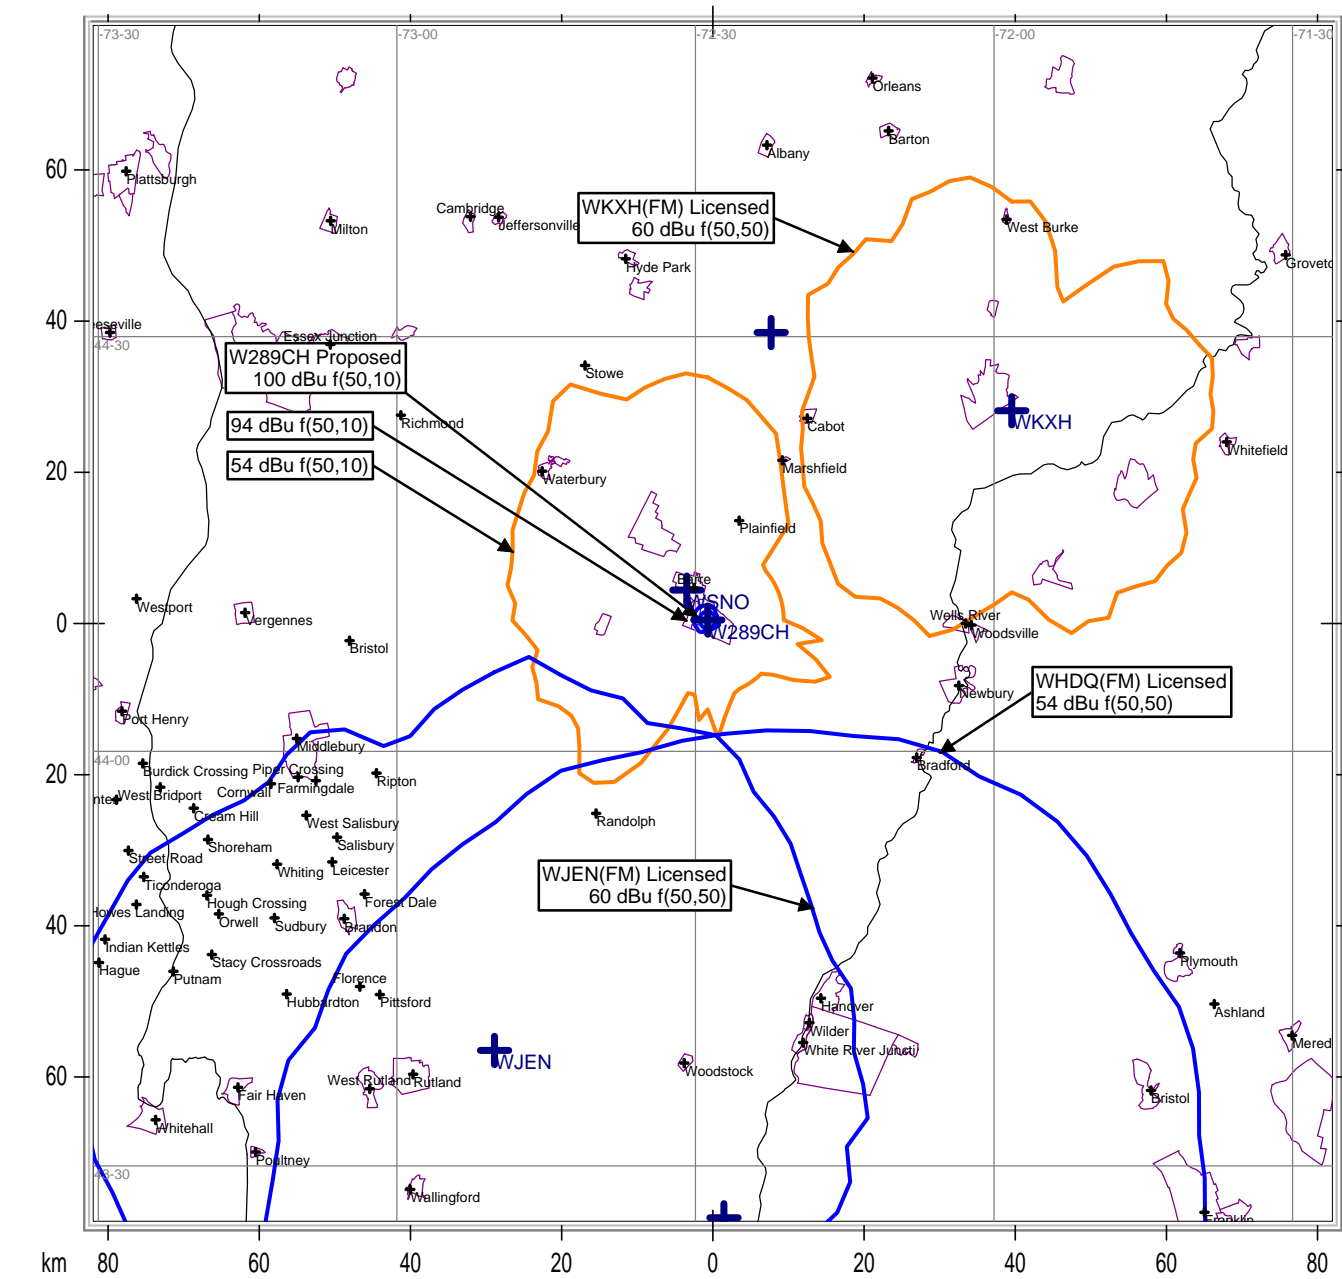 -73-30
-73-00
-72-30
-72-00
-71-30
Orleans
Barton
Albany
60
Plattsburgh
Cambridge
Jeffersonville
Milton
WKXH(FM) Licensed
60 dBu f(50,50)
West Burke
Hyde Park
40
Essex Junction
44-30
W289CH Proposed
100 dBu f(50,10)
Stowe
94 dBu f(50,10)
Richmond
Cabot
WKXH
54 dBu f(50,10)
Marshfield
Whitefield
20
Waterbury
Plainfield
Barre
WSNO
Westport
Vergennes
0
W289CH
Wells River
Woodsville
Bristol
WHDQ(FM) Licensed
54 dBu f(50,50)
Newbury
Port Henry
Middlebury
44-00
Bradford
20
Burdick Crossing
Piper Crossing
Ripton
West Bridport
Cornwall
Farmingdale
Cream Hill
West Salisbury
Randolph
Shoreham
Salisbury
Street Road
Whiting
Leicester
WJEN(FM) Licensed
60 dBu f(50,50)
Ticonderoga
Hough Crossing
Forest Dale
Howes Landing
Orwell
Sudbury
Brandon
40
Indian Kettles
Stacy Crossroads
Plymouth
Hague
Putnam
Florence
Hubbardton
Pittsford
Hanover
Ashland
Wilder
White River Juncti
Mered
WJEN
60
Woodstock
West Rutland
Rutland
Fair Haven
Bristol
Whitehall
Poultney
43-30
Wallingford
Franklin
km
80
60
40
20
0
20
40
60
80